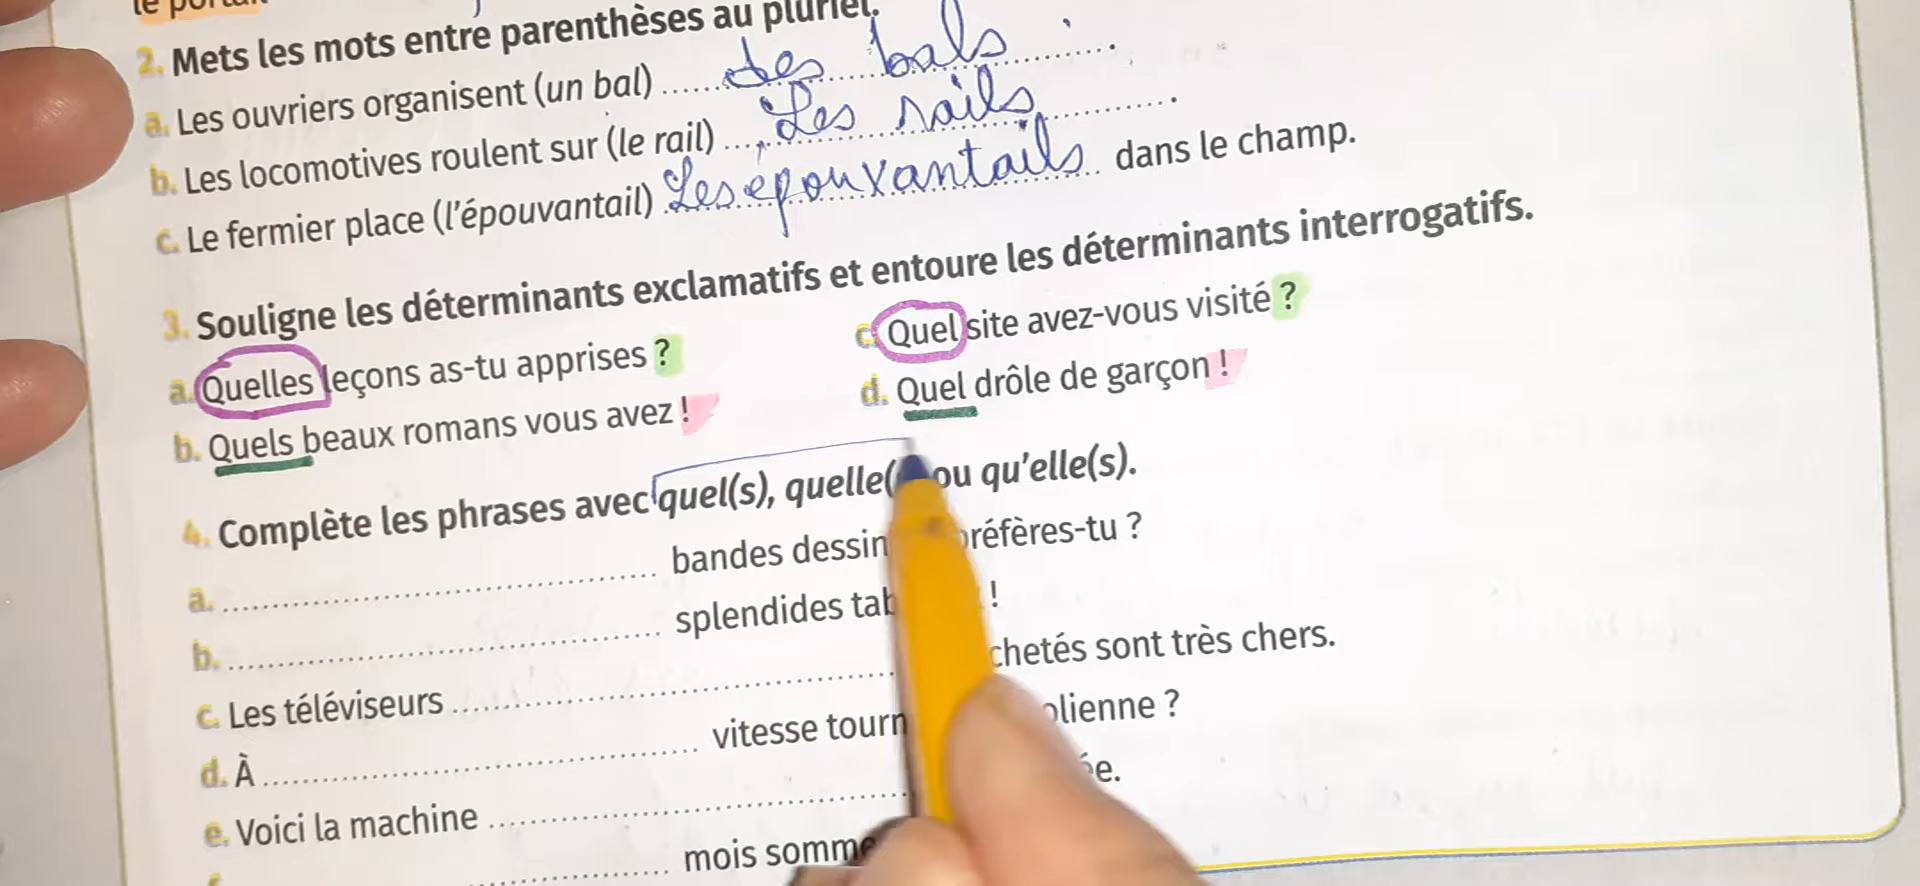 2. Mets les mots entre parenthèses au pluriel.
a. Les ouvriers organisent (un bal) ........ des bals ........
b. Les locomotives roulent sur (le rail) ........ Les rails ........
c. Le fermier place (l'épouvantail) Les epouvantails dans le champ.
3. Souligne les déterminants exclamatifs et entoure les déterminants interrogatifs.
a. Quelles leçons as-tu apprises ?
b. Quels beaux romans vous avez !
c. Quel site avez-vous visité ?
d. Quel drôle de garçon !
4. Complète les phrases avec quel(s), quelle( ou qu'elle(s).
a. ........ bandes dessin préfères-tu ?
b. ........ splendides tab !
c. Les téléviseurs ........ chetés sont très chers.
d. À ........ vitesse tourn olienne ?
e. Voici la machine ........ ée.
........ mois somme